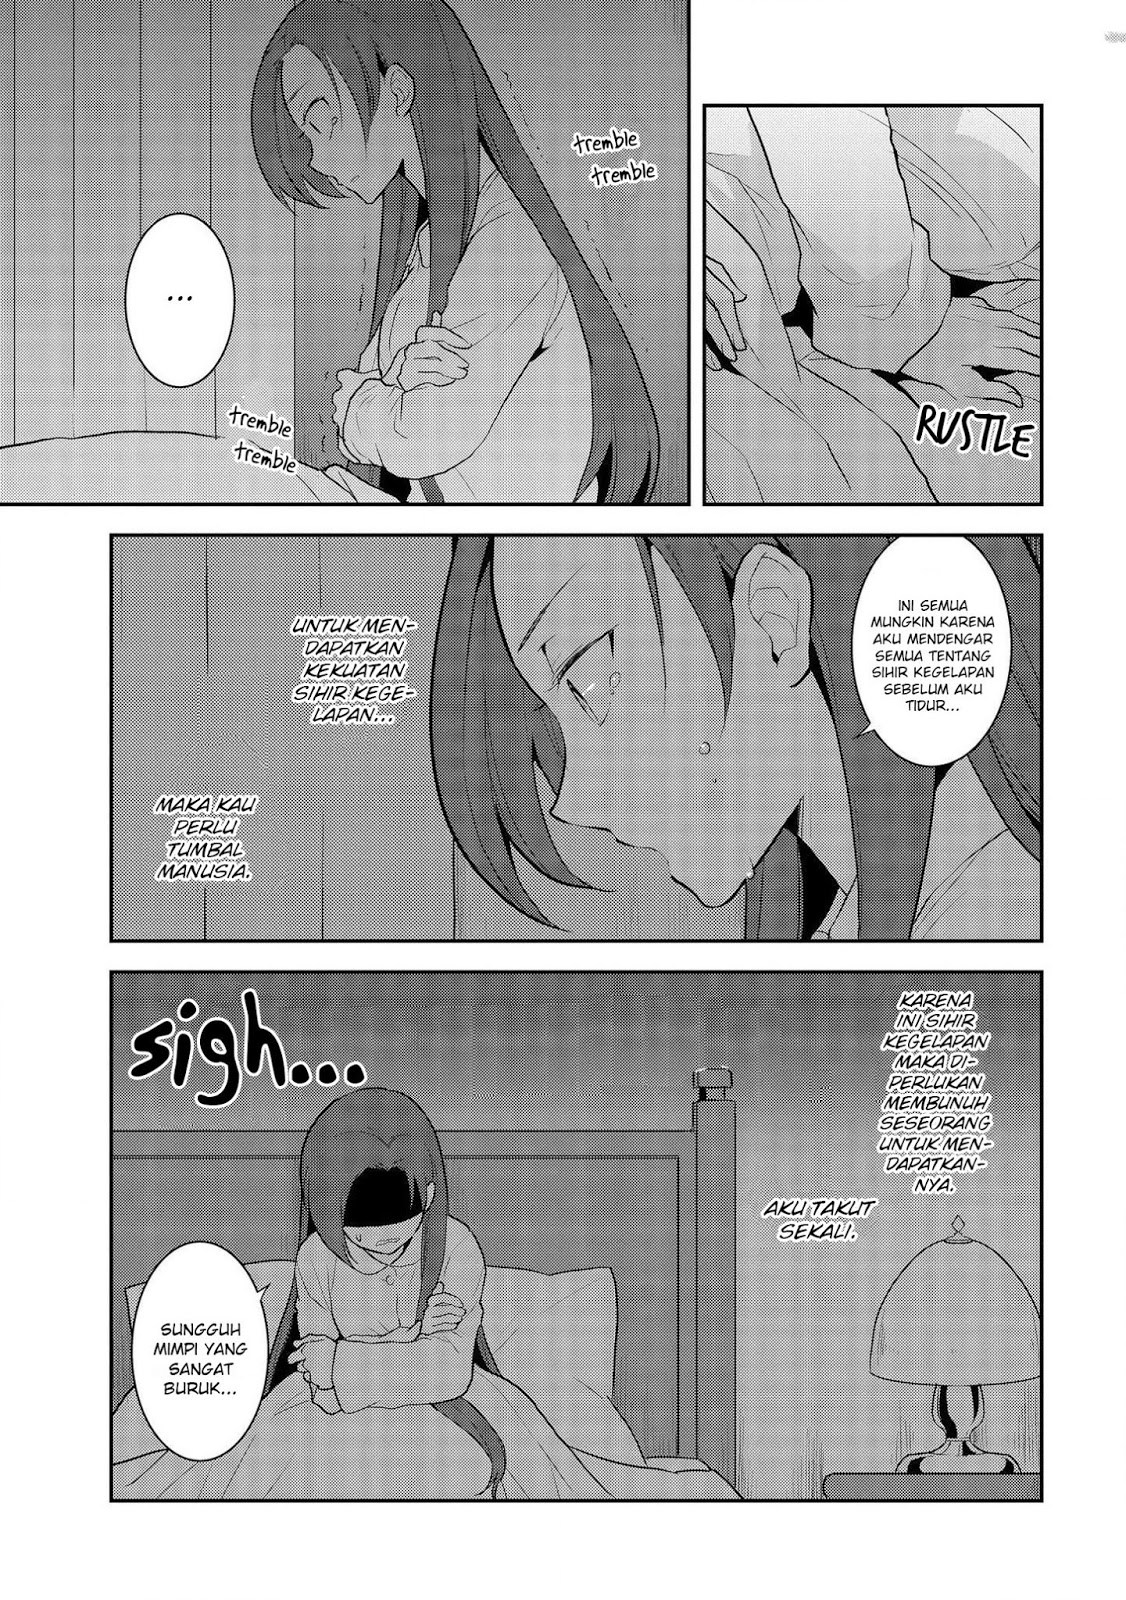 RUSTLE
tremble
tremble
...
tremble
tremble
INI SEMUA
MUNGKIN KARENA
AKU MENDENGAR
SEMUA TENTANG
SIHIR KEGELAPAN
SEBELUM AKU
TIDUR...
UNTUK MEN-
DAPATKAN
KEKUATAN
SIHIR KEGE-
LAPAN...
MAKA KAU
PERLU
TUMBAL
MANUSIA.
KARENA
INI SIHIR
KEGELAPAN
MAKA DI-
PERLUKAN
MEMBUNUH
SESEORANG
UNTUK MEN-
DAPATKAN-
NYA.
AKU TAKUT
SEKALI.
sigh...
SUNGGUH
MIMPI YANG
SANGAT
BURUK...